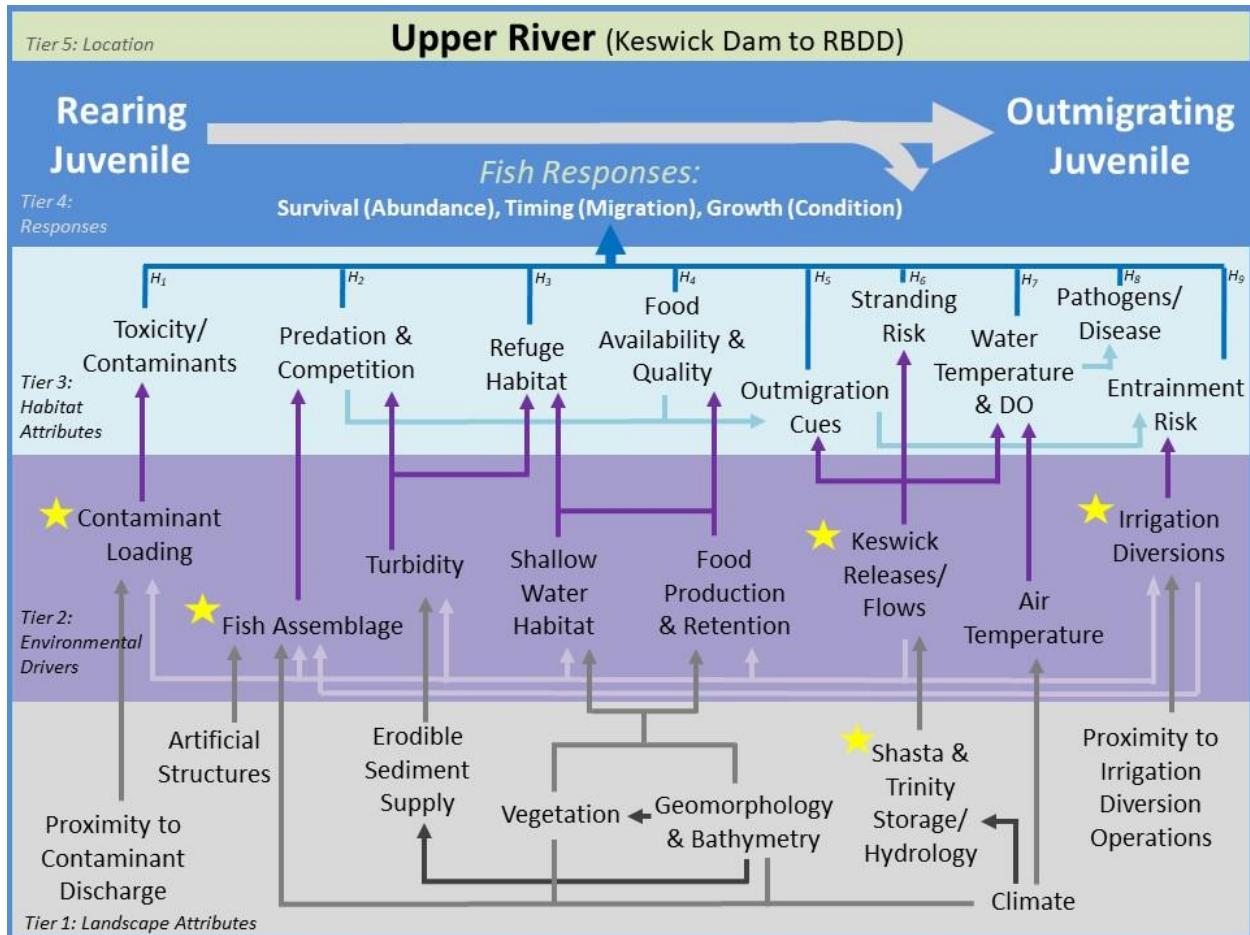 Tier 5: Location
Upper River (Keswick Dam to RBDD)
Rearing
Juvenile
Outmigrating
Juvenile
Fish Responses:
Survival (Abundance), Timing (Migration), Growth (Condition)
Tier 4:
Responses
H1
H2
H3
H4
H5
H6
H7
H8
H9
Toxicity/
Contaminants
Predation &
Competition
Refuge
Habitat
Food
Availability &
Quality
Outmigration
Cues
Stranding
Risk
Water
Temperature
& DO
Pathogens/
Disease
Entrainment
Risk
Tier 3:
Habitat
Attributes
Contaminant
Loading
Fish Assemblage
Turbidity
Shallow
Water
Habitat
Food
Production
& Retention
Keswick
Releases/
Flows
Air
Temperature
Irrigation
Diversions
Tier 2:
Environmental
Drivers
Proximity to
Contaminant
Discharge
Artificial
Structures
Erodible
Sediment
Supply
Vegetation
Geomorphology
& Bathymetry
Shasta &
Trinity
Storage/
Hydrology
Climate
Proximity to
Irrigation
Diversion
Operations
Tier 1: Landscape Attributes